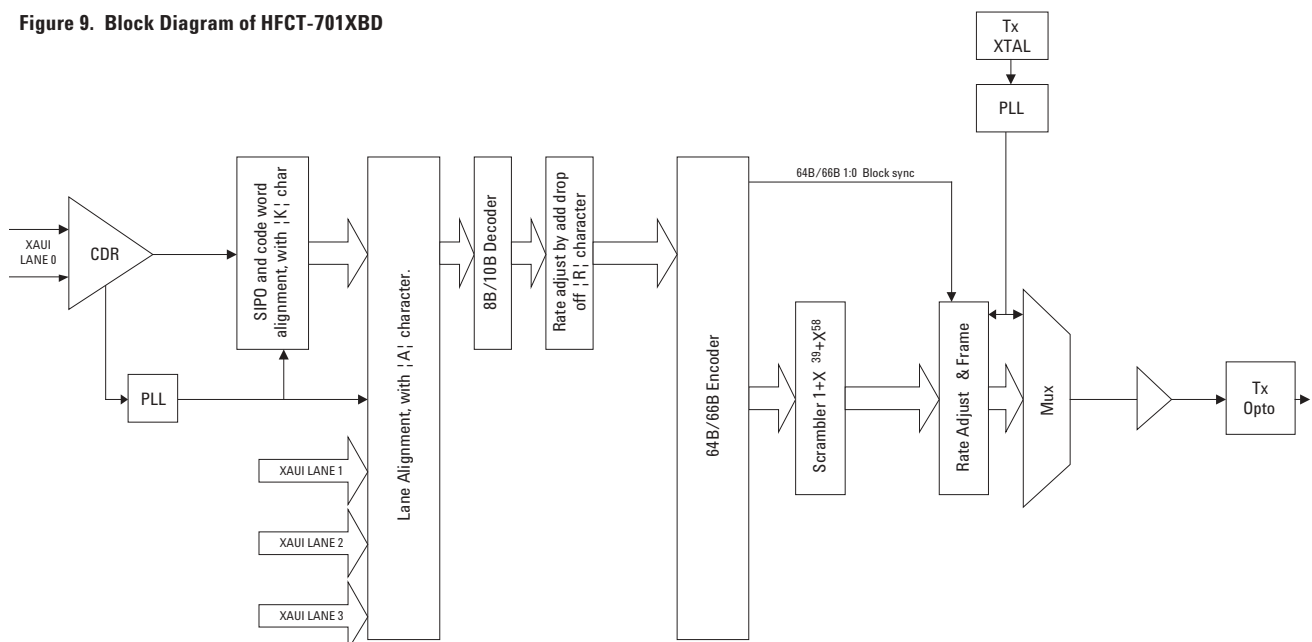 Figure 9. Block Diagram of HFCT-701XBD
Tx
XTAL
PLL
64B/66B 1:0 Block sync
XAUI
LANE 0
CDR
SIPO and code word
alignment, with ¦K¦ char
PLL
Lane Alignment, with ¦A¦ character.
8B/10B Decoder
Rate adjust by add drop
off ¦R¦ character
64B/66B Encoder
Scrambler 1+X 39+X58
Rate Adjust & Frame
Mux
Tx
Opto
XAUI LANE 1
XAUI LANE 2
XAUI LANE 3